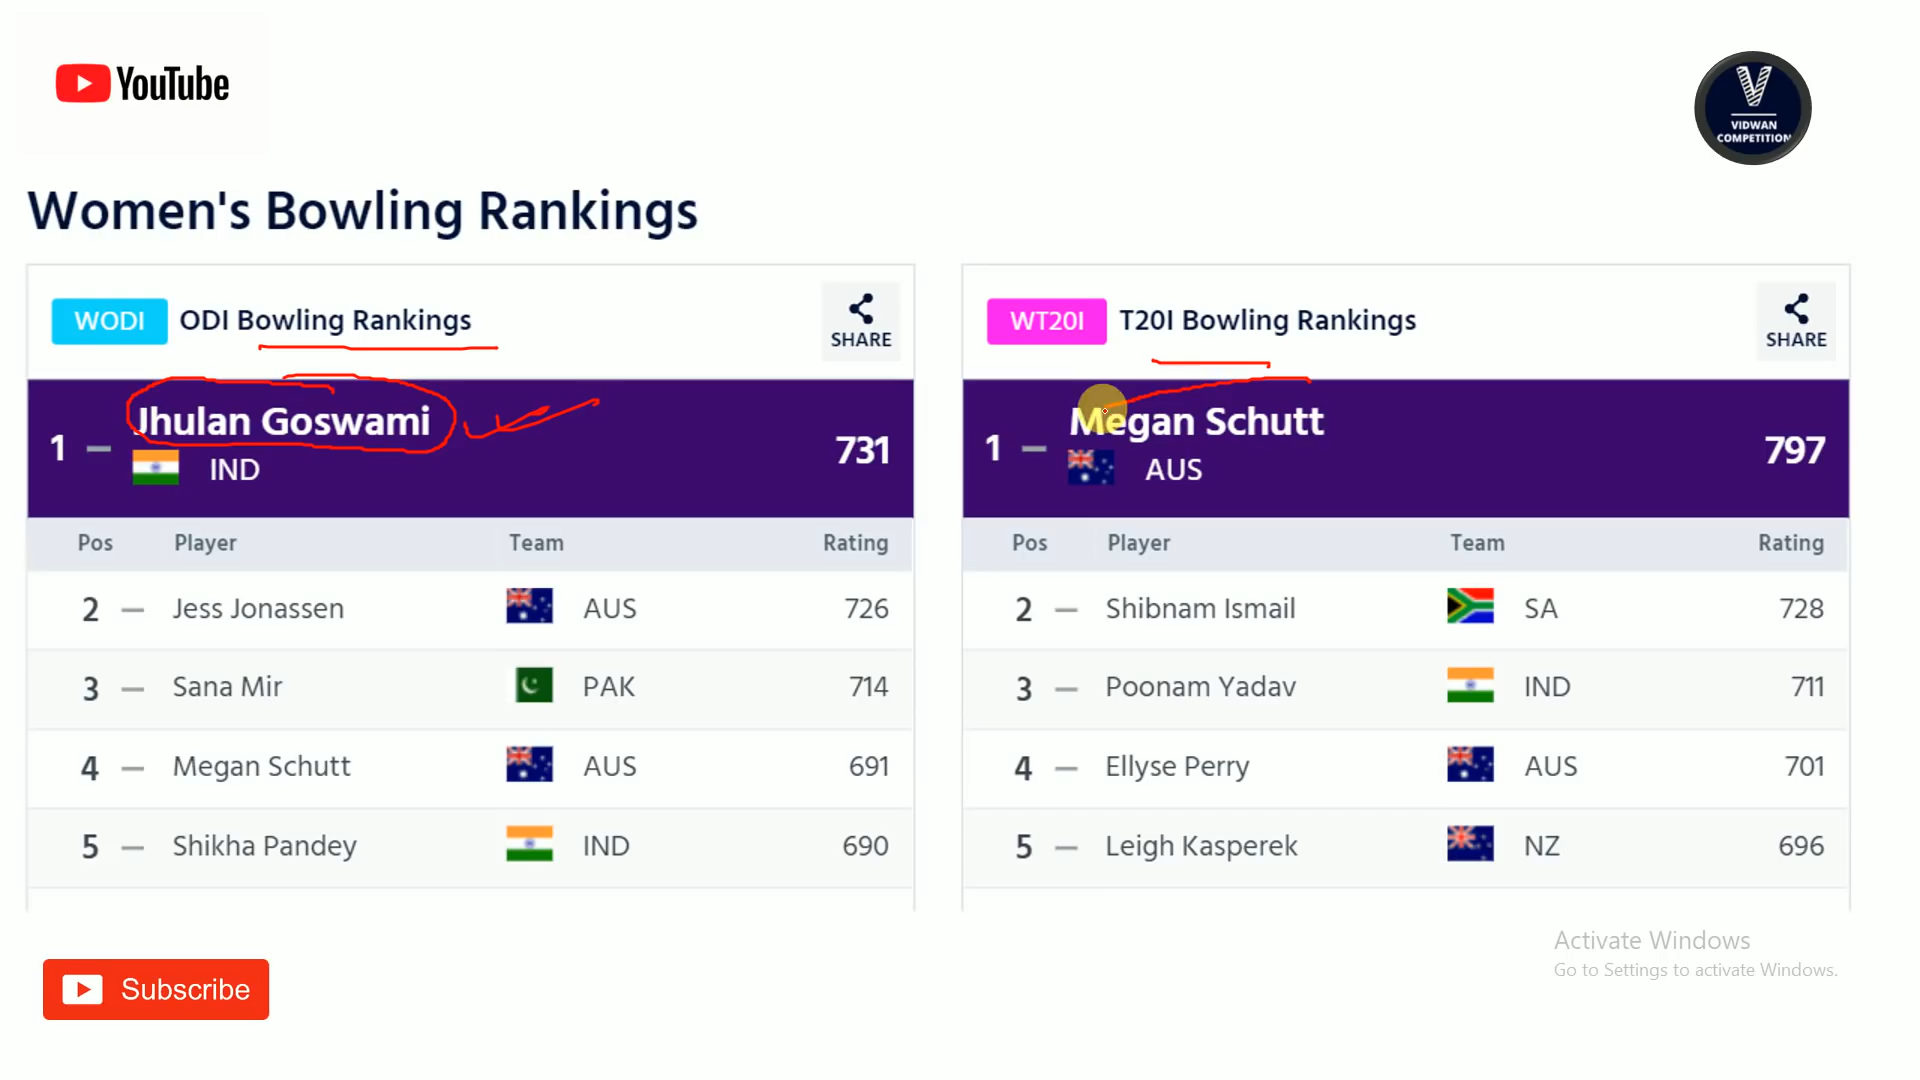 YouTube
V
VIDWAN
COMPETITION
Women's Bowling Rankings
WODI ODI Bowling Rankings SHARE
1 — Jhulan Goswami 731
IND
Pos Player Team Rating
2 — Jess Jonassen AUS 726
3 — Sana Mir PAK 714
4 — Megan Schutt AUS 691
5 — Shikha Pandey IND 690
WT20I T20I Bowling Rankings SHARE
1 — Megan Schutt 797
AUS
Pos Player Team Rating
2 — Shibnam Ismail SA 728
3 — Poonam Yadav IND 711
4 — Ellyse Perry AUS 701
5 — Leigh Kasperek NZ 696
Activate Windows
Go to Settings to activate Windows.
Subscribe